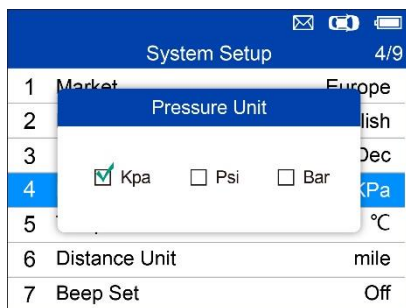 System Setup 4/9
1 Market Europe
Pressure Unit
2 lish
3 Dec
Kpa Psi Bar
4 KPa
5 ℃
6 Distance Unit mile
7 Beep Set Off